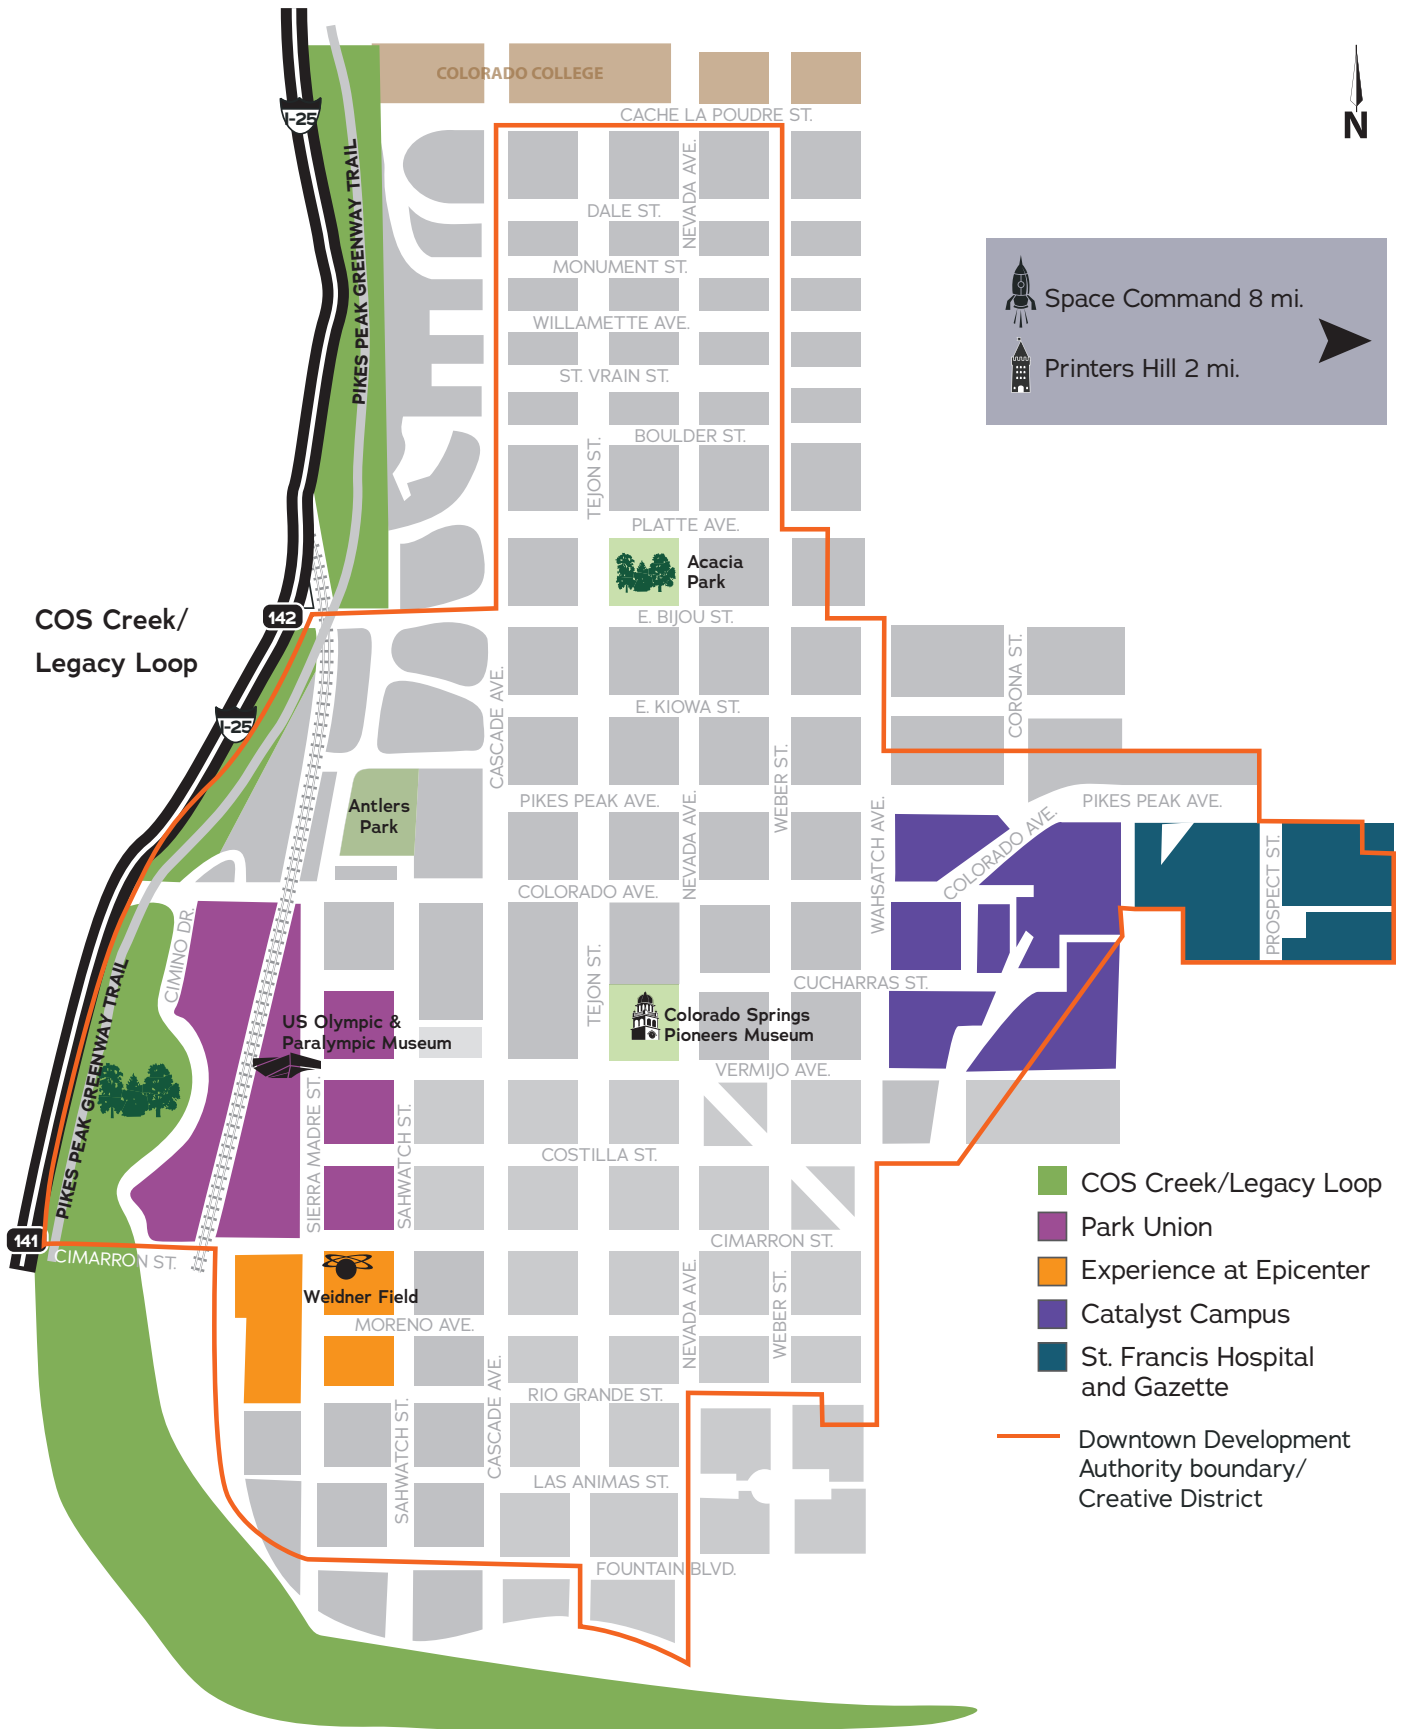 COLORADO COLLEGE
I-25
CACHE LA POUDRE ST.
N
PIKES PEAK GREENWAY TRAIL
NEVADA AVE.
DALE ST.
MONUMENT ST.
Space Command 8 mi.
WILLAMETTE AVE.
Printers Hill 2 mi.
ST. VRAIN ST.
BOULDER ST.
TEJON ST.
PLATTE AVE.
Acacia
Park
142
COS Creek/
Legacy Loop
E. BIJOU ST.
CORONA ST.
CASCADE AVE.
E. KIOWA ST.
I-25
WEBER ST.
Antlers
Park
PIKES PEAK AVE.
NEVADA AVE.
PIKES PEAK AVE.
WAHSATCH AVE.
COLORADO AVE.
PROSPECT ST.
COLORADO AVE.
CIMINO DR.
TEJON ST.
CUCHARRAS ST.
PIKES PEAK GREENWAY TRAIL
US Olympic &
Paralympic Museum
Colorado Springs
Pioneers Museum
VERMIJO AVE.
SIERRA MADRE ST.
SAHWATCH ST.
COSTILLA ST.
COS Creek/Legacy Loop
Park Union
141
CIMARRON ST.
CIMARRON ST.
Experience at Epicenter
Weidner Field
NEVADA AVE.
WEBER ST.
Catalyst Campus
MORENO AVE.
St. Francis Hospital
and Gazette
CASCADE AVE.
RIO GRANDE ST.
SAHWATCH ST.
Downtown Development
Authority boundary/
Creative District
LAS ANIMAS ST.
FOUNTAIN BLVD.